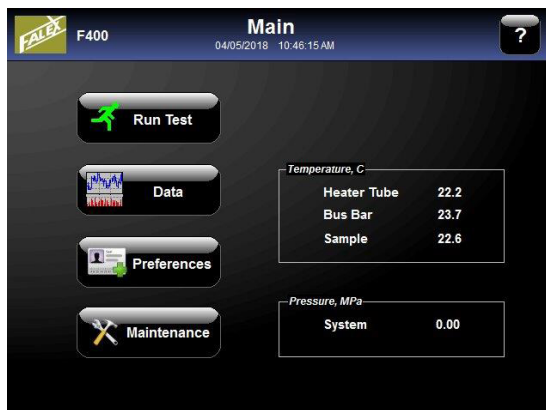 FALEX
F400
Main
04/05/2018 10:46:15 AM
?
Run Test
Data
Preferences
Maintenance
Temperature, C
Heater Tube 22.2
Bus Bar 23.7
Sample 22.6
Pressure, MPa
System 0.00